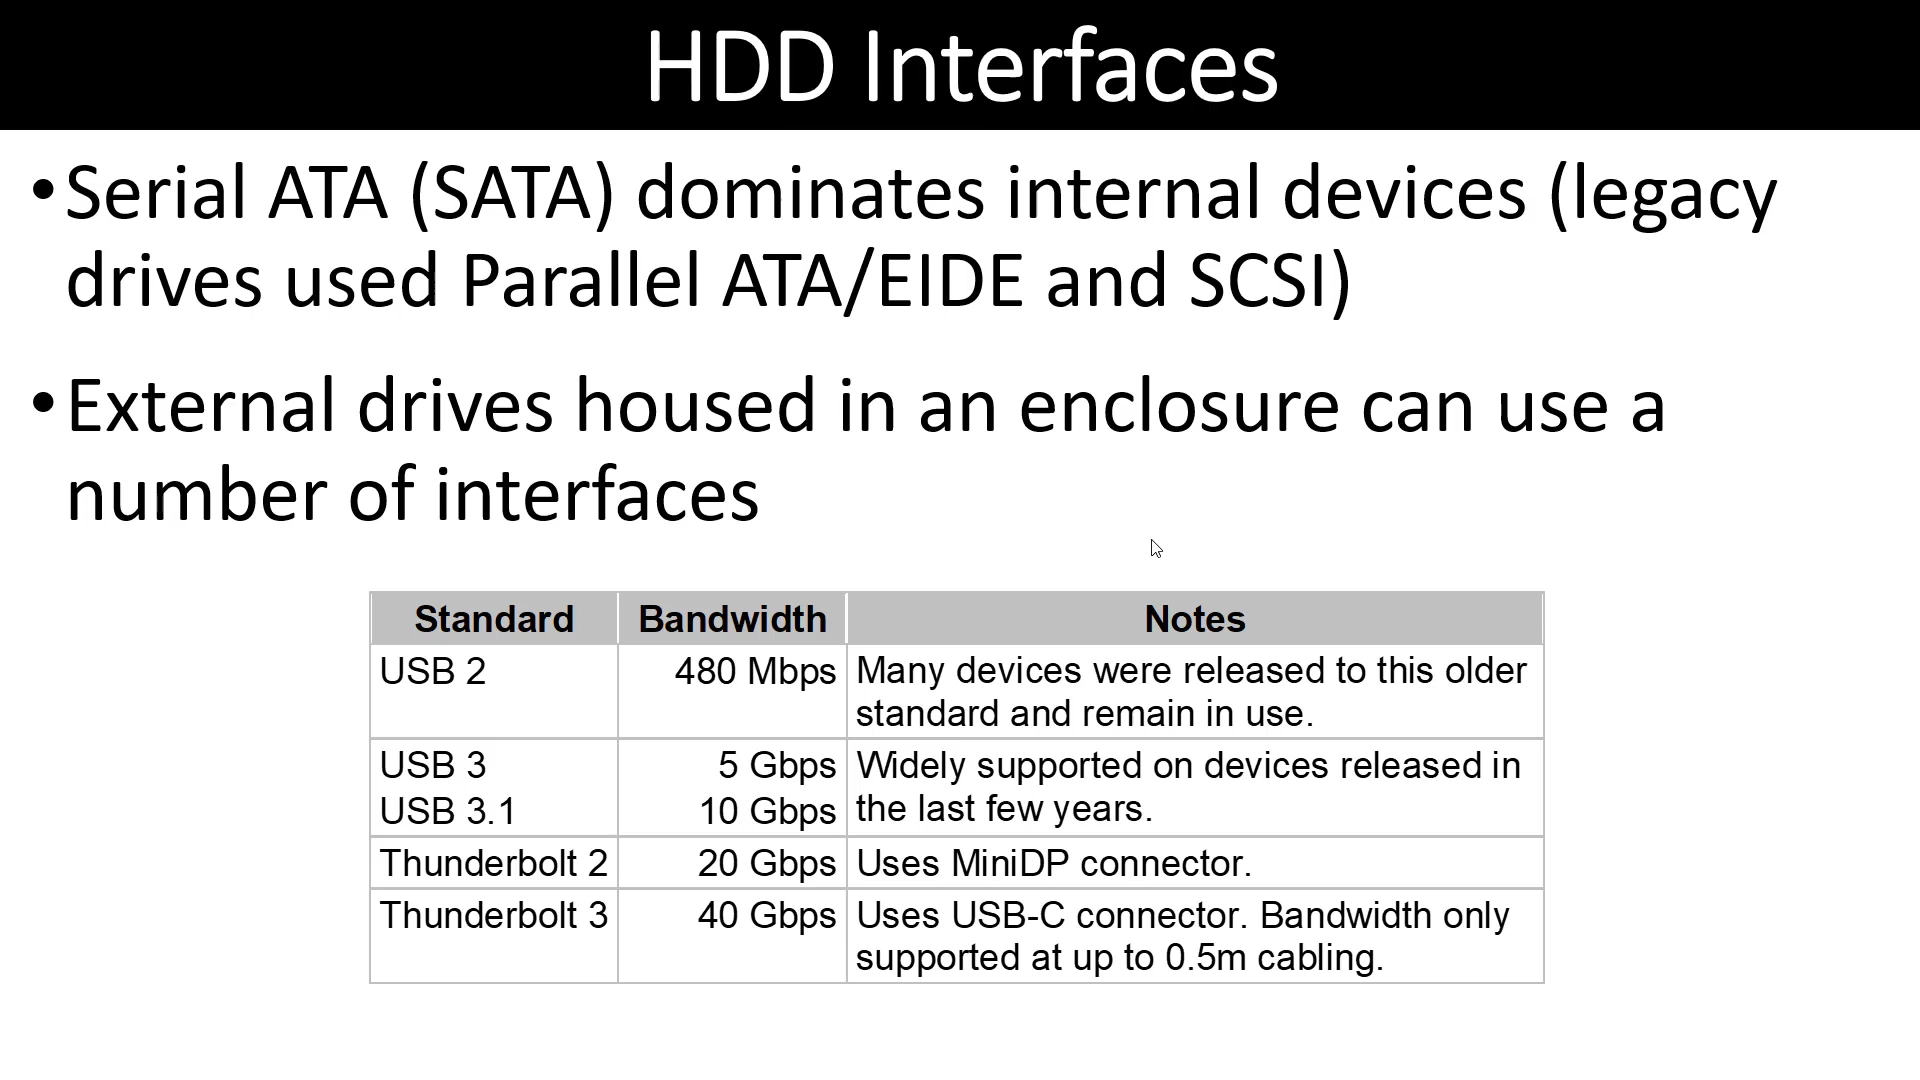 HDD Interfaces
•Serial ATA (SATA) dominates internal devices (legacy
drives used Parallel ATA/EIDE and SCSI)
•External drives housed in an enclosure can use a
number of interfaces
Standard Bandwidth Notes
USB 2 480 Mbps Many devices were released to this older
standard and remain in use.
USB 3 5 Gbps Widely supported on devices released in
USB 3.1 10 Gbps the last few years.
Thunderbolt 2 20 Gbps Uses MiniDP connector.
Thunderbolt 3 40 Gbps Uses USB-C connector. Bandwidth only
supported at up to 0.5m cabling.